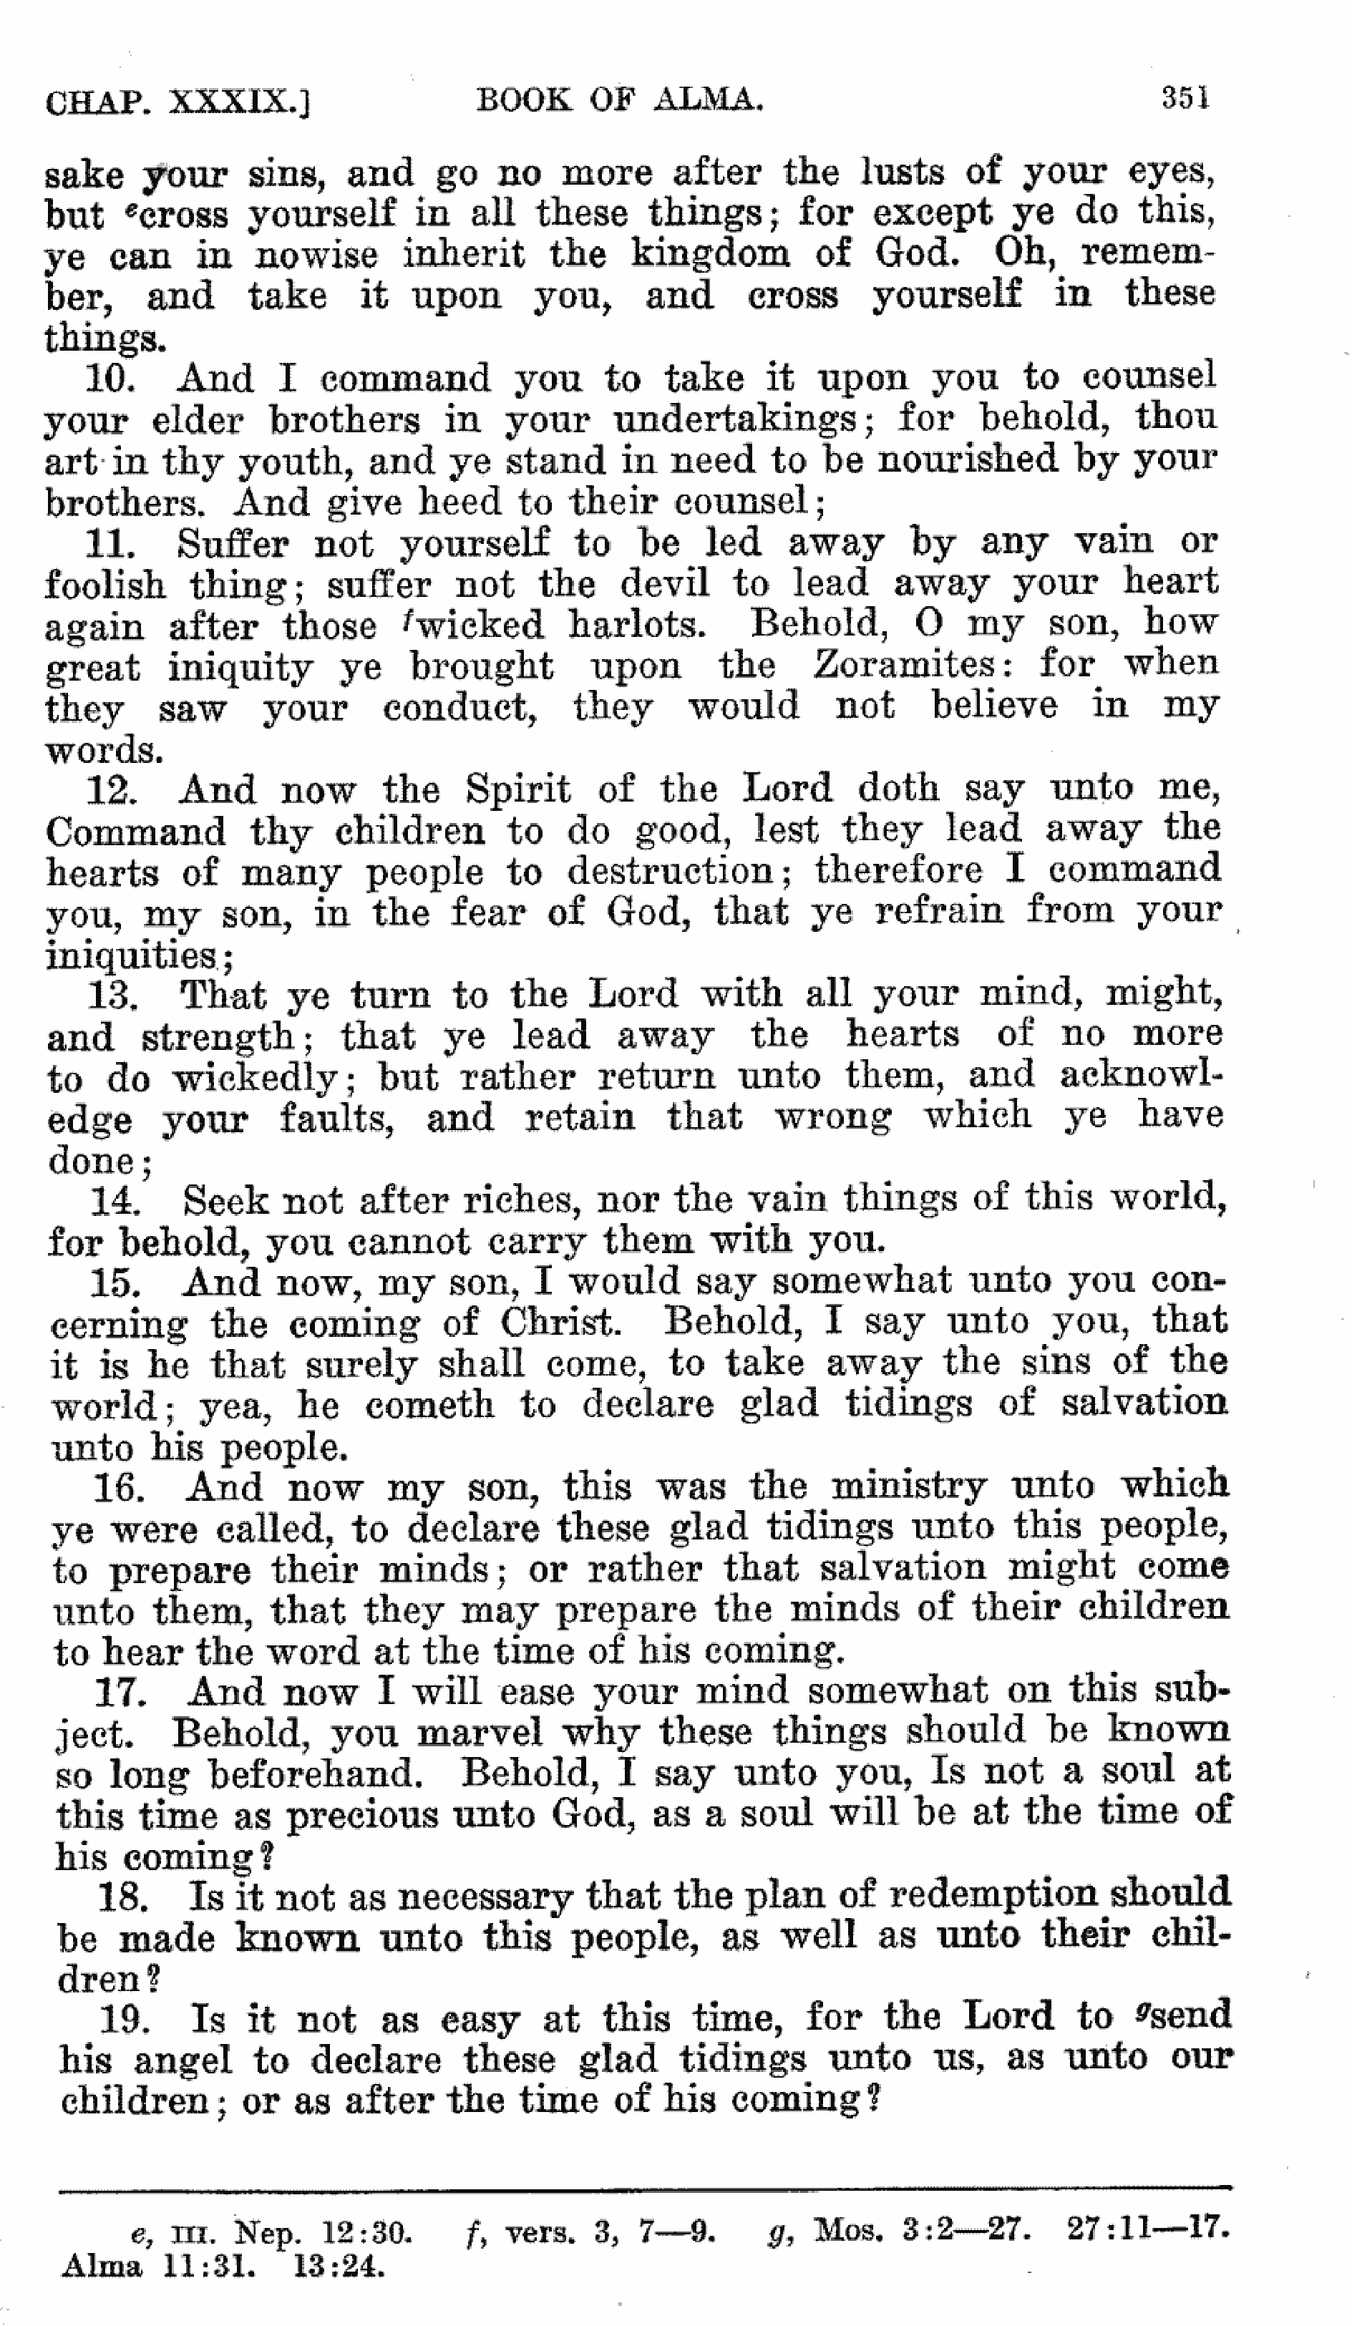 CHAP. XXXIX.] BOOK OF ALMA. 351
sake your sins, and go no more after the lusts of your eyes,
but ᵉcross yourself in all these things; for except ye do this,
ye can in nowise inherit the kingdom of God. Oh, remem-
ber, and take it upon you, and cross yourself in these
things.
10. And I command you to take it upon you to counsel
your elder brothers in your undertakings; for behold, thou
art in thy youth, and ye stand in need to be nourished by your
brothers. And give heed to their counsel;
11. Suffer not yourself to be led away by any vain or
foolish thing; suffer not the devil to lead away your heart
again after those ᶠwicked harlots. Behold, O my son, how
great iniquity ye brought upon the Zoramites: for when
they saw your conduct, they would not believe in my
words.
12. And now the Spirit of the Lord doth say unto me,
Command thy children to do good, lest they lead away the
hearts of many people to destruction; therefore I command
you, my son, in the fear of God, that ye refrain from your
iniquities;
13. That ye turn to the Lord with all your mind, might,
and strength; that ye lead away the hearts of no more
to do wickedly; but rather return unto them, and acknowl-
edge your faults, and retain that wrong which ye have
done;
14. Seek not after riches, nor the vain things of this world,
for behold, you cannot carry them with you.
15. And now, my son, I would say somewhat unto you con-
cerning the coming of Christ. Behold, I say unto you, that
it is he that surely shall come, to take away the sins of the
world; yea, he cometh to declare glad tidings of salvation
unto his people.
16. And now my son, this was the ministry unto which
ye were called, to declare these glad tidings unto this people,
to prepare their minds; or rather that salvation might come
unto them, that they may prepare the minds of their children
to hear the word at the time of his coming.
17. And now I will ease your mind somewhat on this sub-
ject. Behold, you marvel why these things should be known
so long beforehand. Behold, I say unto you, Is not a soul at
this time as precious unto God, as a soul will be at the time of
his coming?
18. Is it not as necessary that the plan of redemption should
be made known unto this people, as well as unto their chil-
dren?
19. Is it not as easy at this time, for the Lord to ᵍsend
his angel to declare these glad tidings unto us, as unto our
children; or as after the time of his coming?
e, III. Nep. 12:30. f, vers. 3, 7—9. g, Mos. 3:2—27. 27:11—17.
Alma 11:31. 13:24.